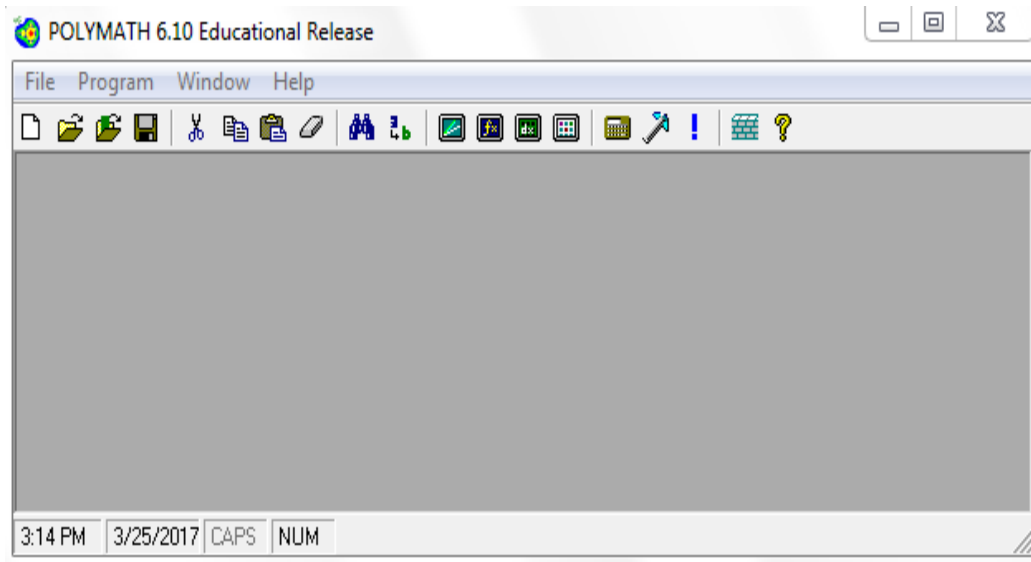 POLYMATH 6.10 Educational Release
File Program Window Help
3:14 PM 3/25/2017 CAPS NUM